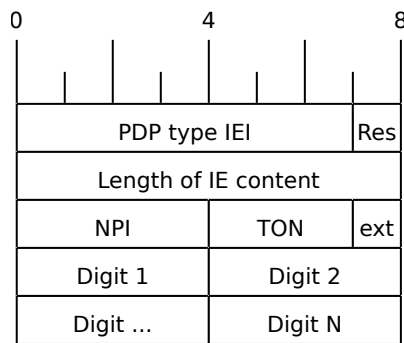 0 4 8
PDP type IEI Res
Length of IE content
NPI TON ext
Digit 1 Digit 2
Digit ... Digit N